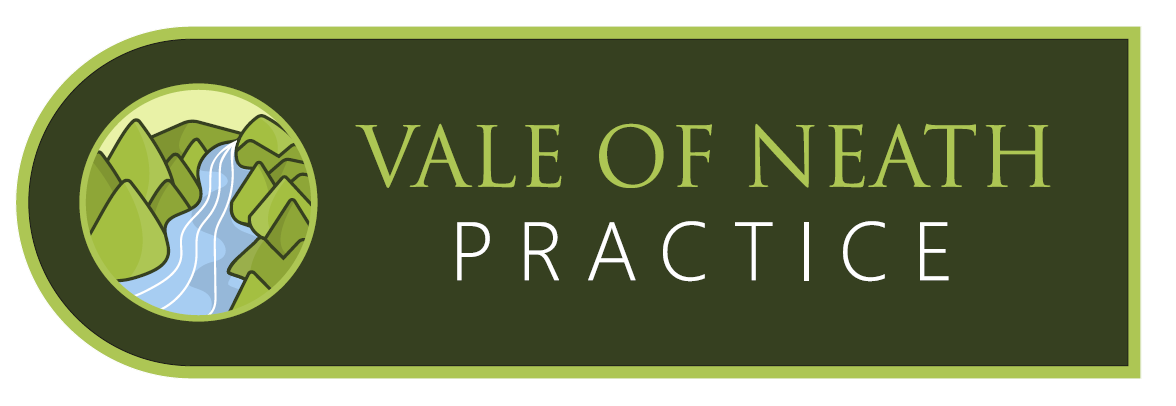 VALE OF NEATH
PRACTICE